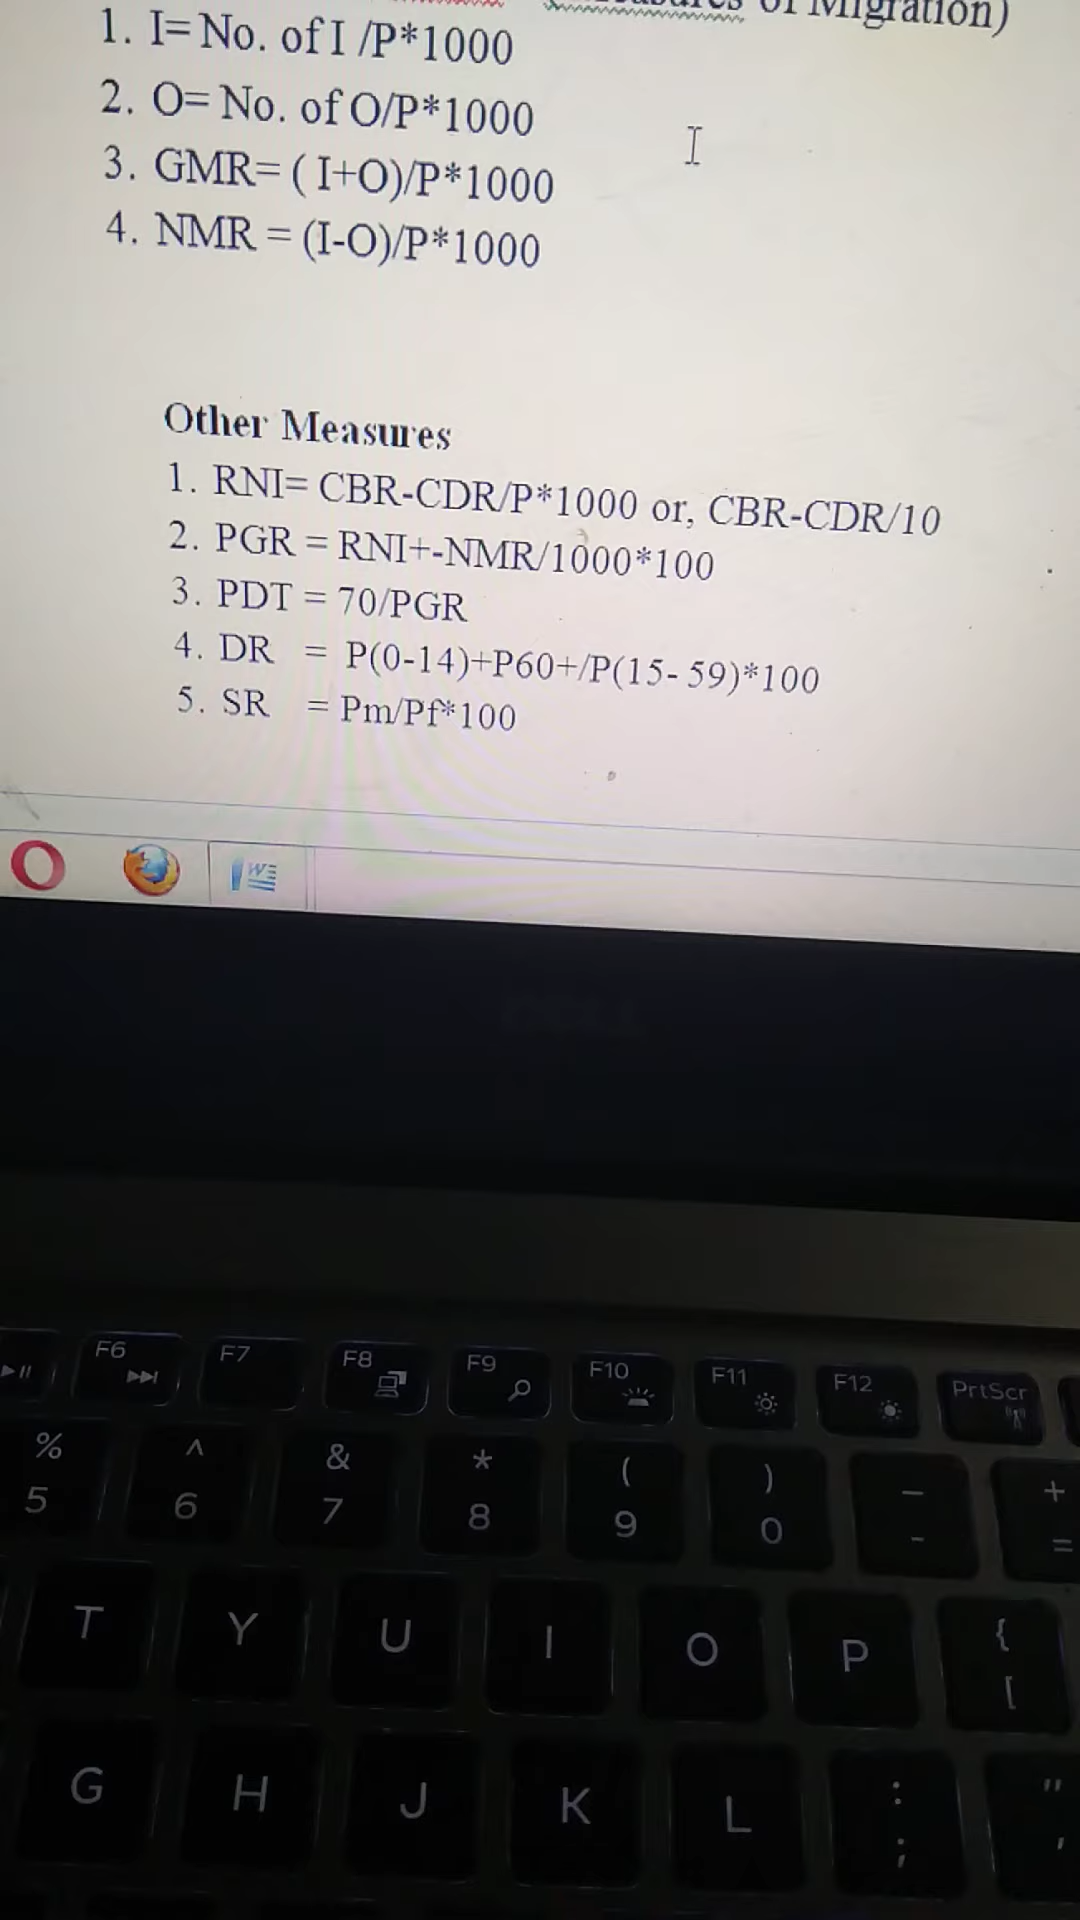 of Migration)
1. I= No. of I /P*1000
2. O= No. of O/P*1000
3. GMR= ( I+O)/P*1000
4. NMR = (I-O)/P*1000
Other Measures
1. RNI= CBR-CDR/P*1000 or, CBR-CDR/10
2. PGR = RNI+-NMR/1000*100
3. PDT = 70/PGR
4. DR = P(0-14)+P60+/P(15- 59)*100
5. SR = Pm/Pf*100
F6 F7 F8 F9 F10 F11 F12 PrtScr
% ^ & * ( ) _ +
5 6 7 8 9 0 - =
T Y U I O P { [
G H J K L : ; " '